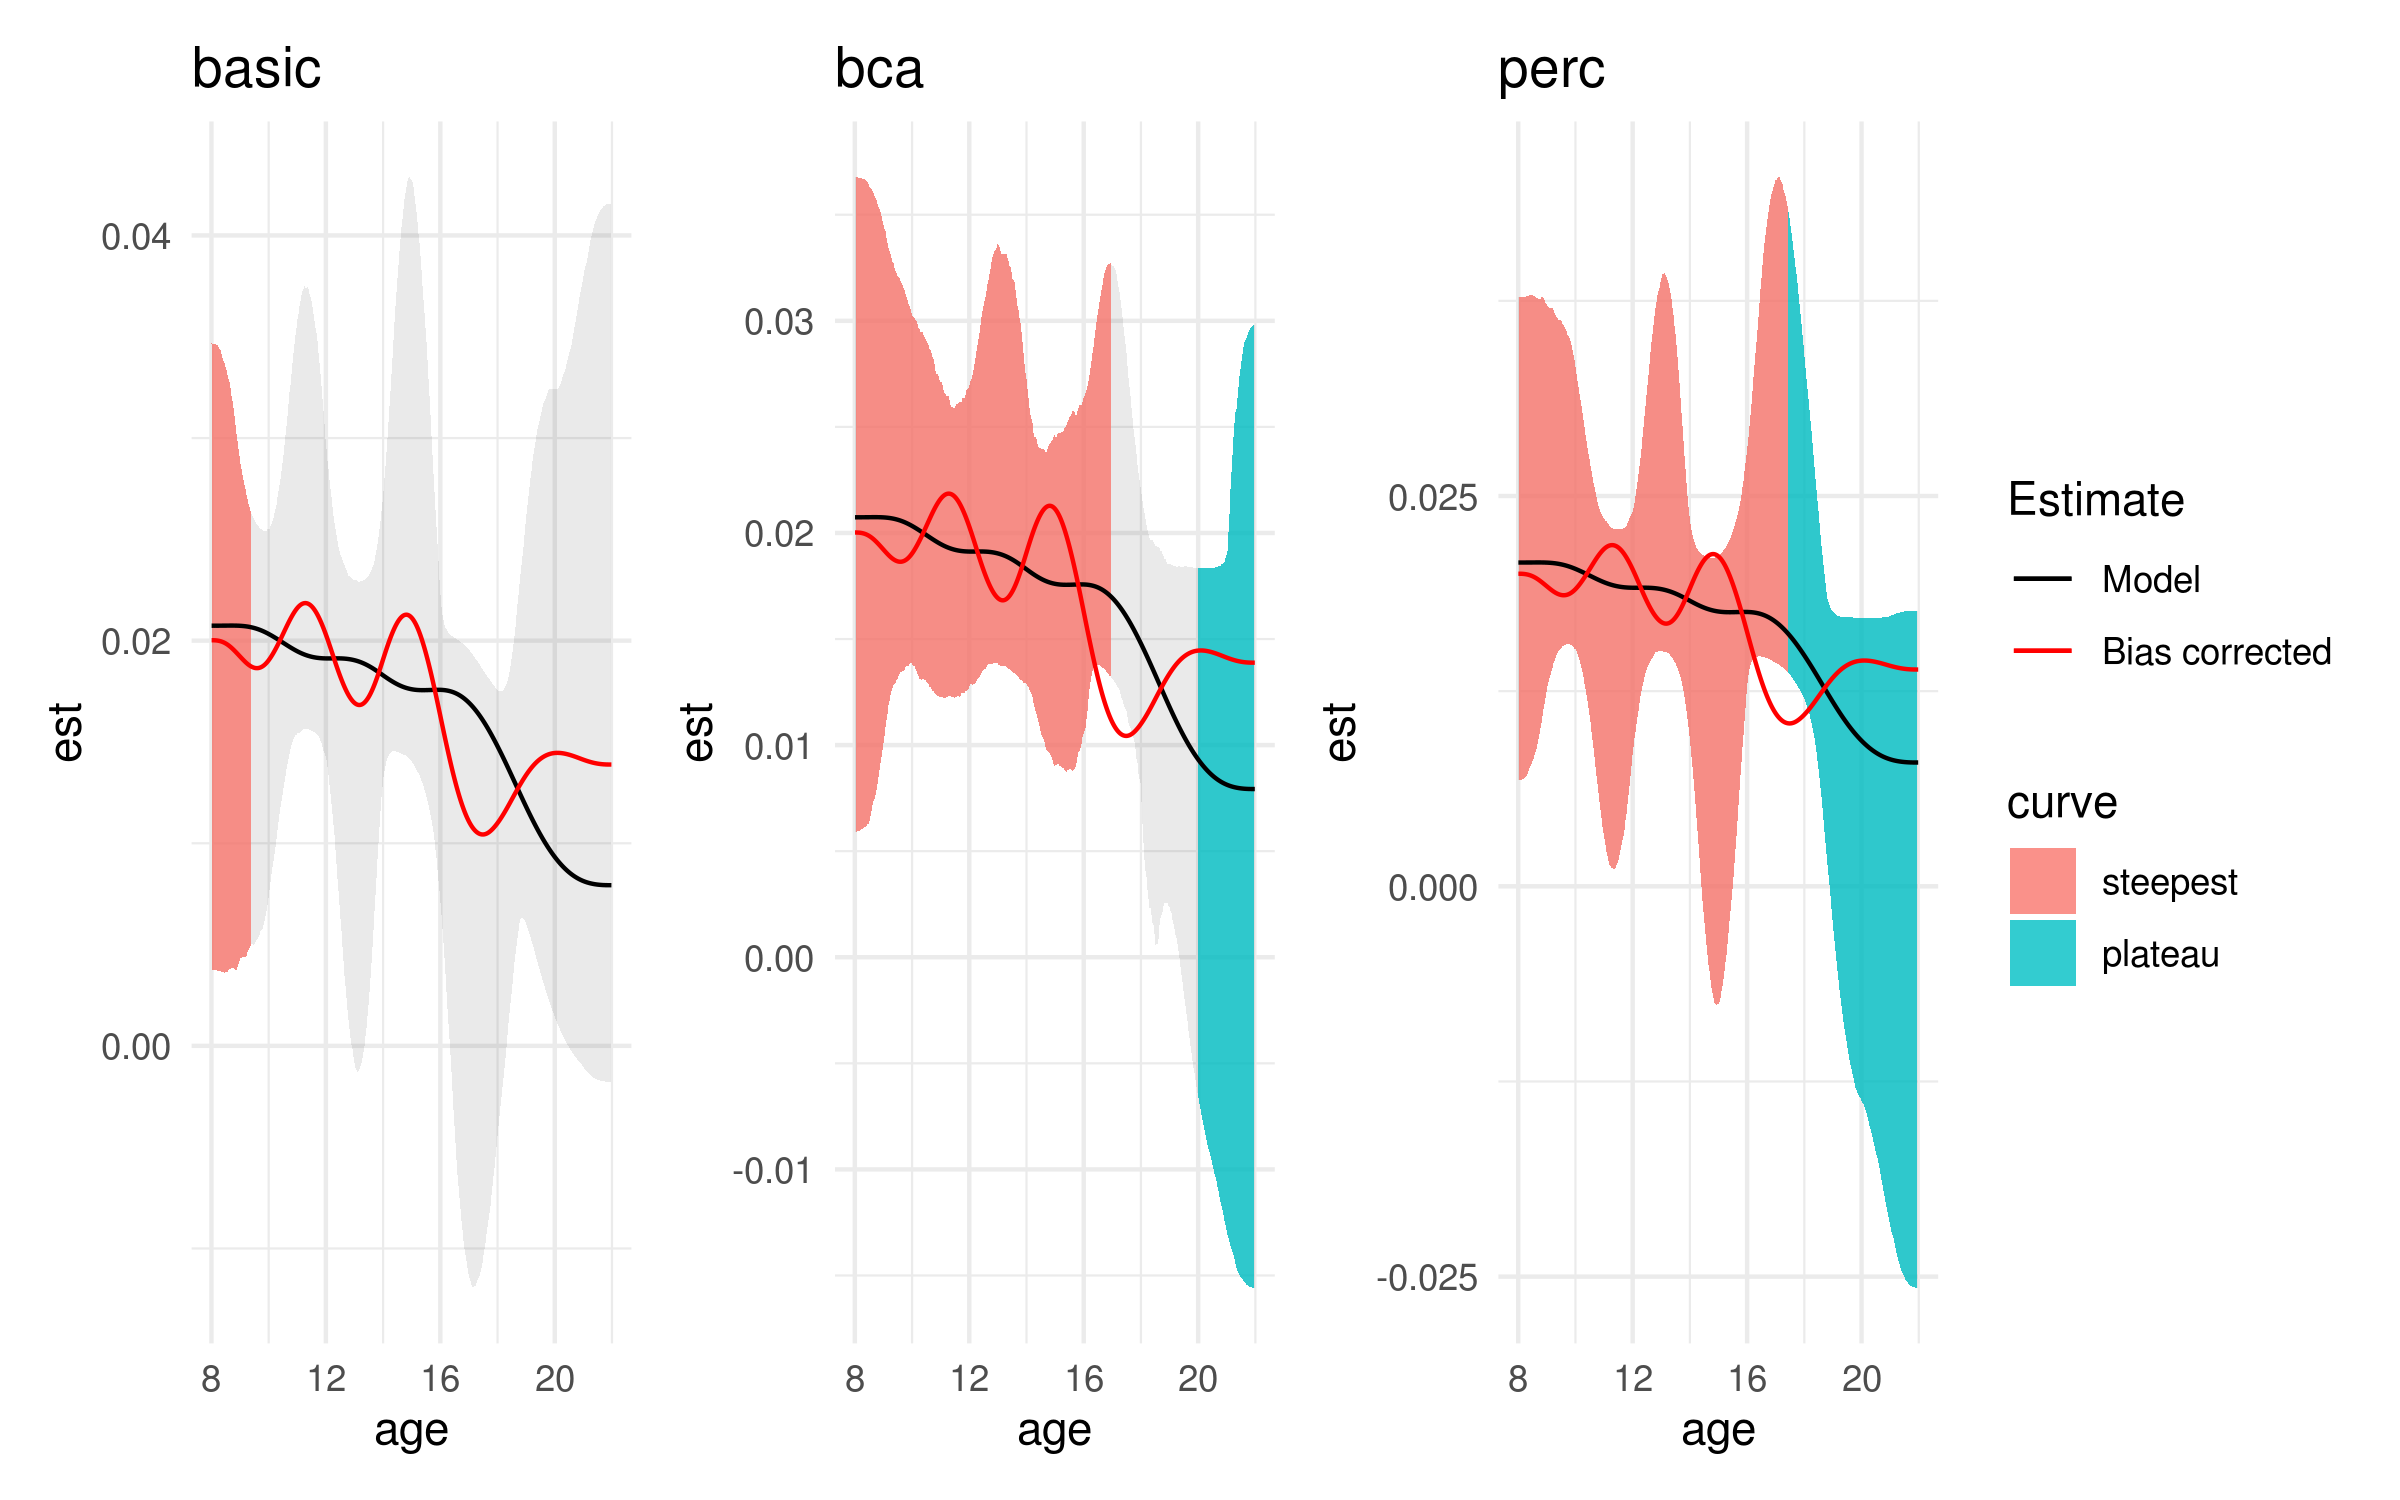 basic
0.04
0.02
0.00
est
8 12 16 20
age
bca
0.03
0.02
0.01
0.00
-0.01
est
8 12 16 20
age
perc
0.025
0.000
-0.025
est
8 12 16 20
age
Estimate
Model
Bias corrected
curve
steepest
plateau